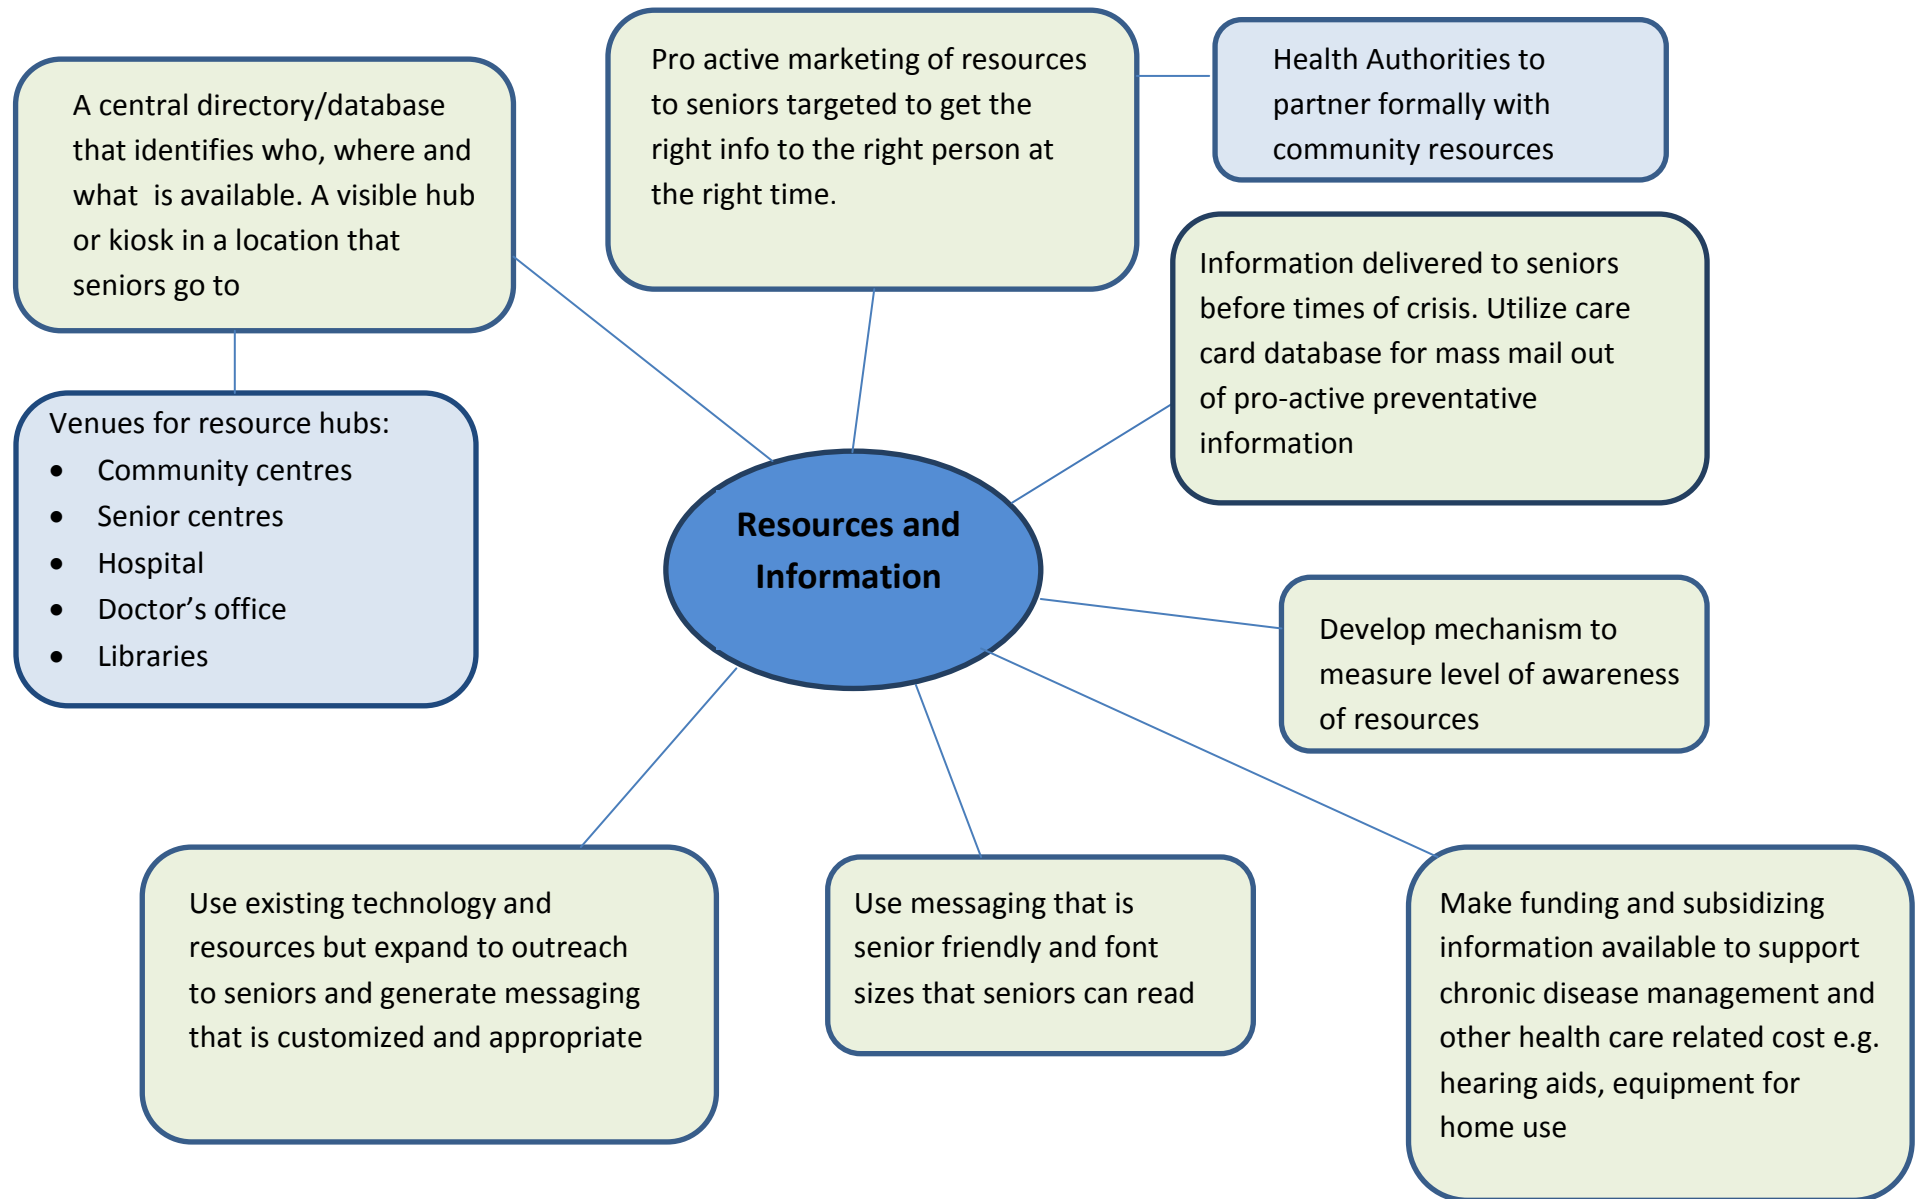 A central directory/database
that identifies who, where and
what  is available. A visible hub
or kiosk in a location that
seniors go to
Pro active marketing of resources
to seniors targeted to get the
right info to the right person at
the right time.
Health Authorities to
partner formally with
community resources
Information delivered to seniors
before times of crisis. Utilize care
card database for mass mail out
of pro-active preventative
information
Venues for resource hubs:
• Community centres
• Senior centres
• Hospital
• Doctor’s office
• Libraries
Resources and
Information
Develop mechanism to
measure level of awareness
of resources
Use existing technology and
resources but expand to outreach
to seniors and generate messaging
that is customized and appropriate
Use messaging that is
senior friendly and font
sizes that seniors can read
Make funding and subsidizing
information available to support
chronic disease management and
other health care related cost e.g.
hearing aids, equipment for
home use